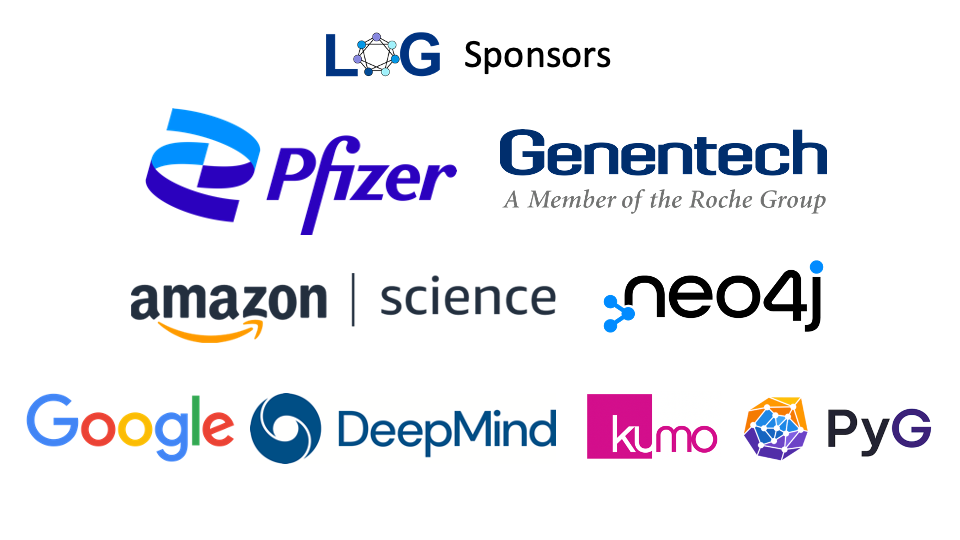 LOG Sponsors
Pfizer
Genentech
A Member of the Roche Group
amazon | science
neo4j
Google
DeepMind
kumo
PyG